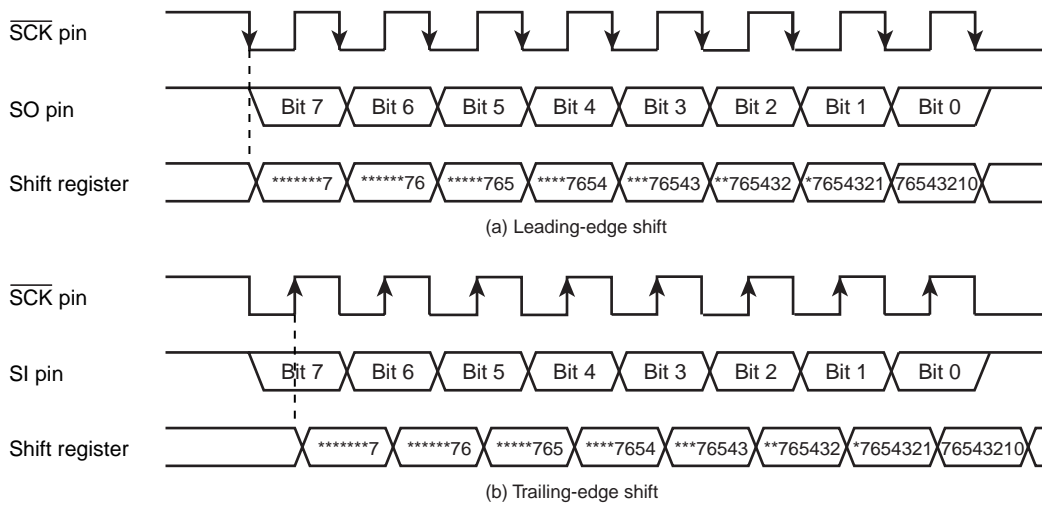 SCK pin
SO pin Bit 7 Bit 6 Bit 5 Bit 4 Bit 3 Bit 2 Bit 1 Bit 0
Shift register *******7 ******76 *****765 ****7654 ***76543 **765432 *7654321 76543210
(a) Leading-edge shift
SCK pin
SI pin Bit 7 Bit 6 Bit 5 Bit 4 Bit 3 Bit 2 Bit 1 Bit 0
Shift register *******7 ******76 *****765 ****7654 ***76543 **765432 *7654321 76543210
(b) Trailing-edge shift